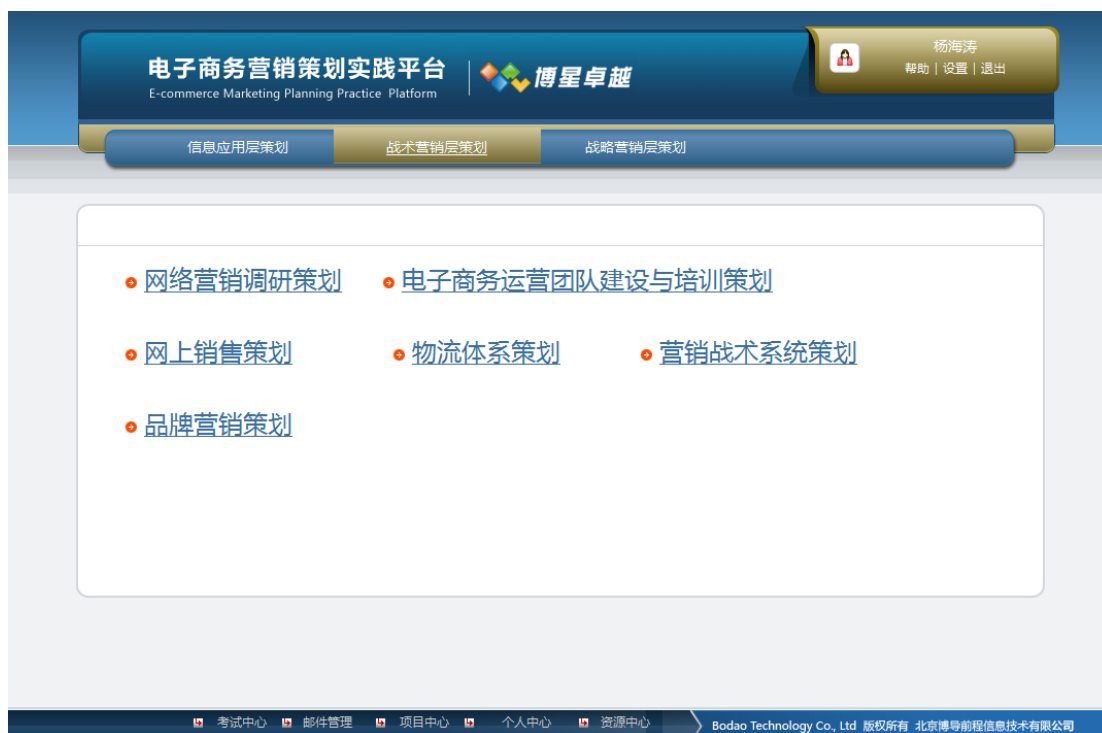 杨海涛
电子商务营销策划实践平台 博星卓越
帮助 | 设置 | 退出
E-commerce Marketing Planning Practice Platform
信息应用层策划 战术营销层策划 战略营销层策划
网络营销调研策划 电子商务运营团队建设与培训策划
网上销售策划 物流体系策划 营销战术系统策划
品牌营销策划
考试中心 邮件管理 项目中心 个人中心 资源中心 Bodao Technology Co., Ltd 版权所有 北京博导前程信息技术有限公司